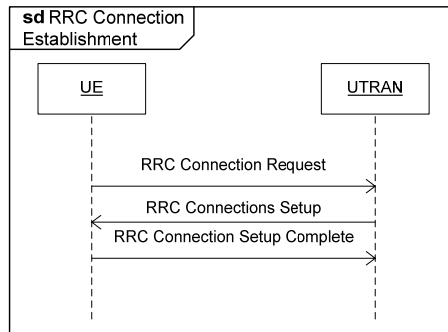 sd RRC Connection
Establishment
UE
UTRAN
RRC Connection Request
RRC Connections Setup
RRC Connection Setup Complete